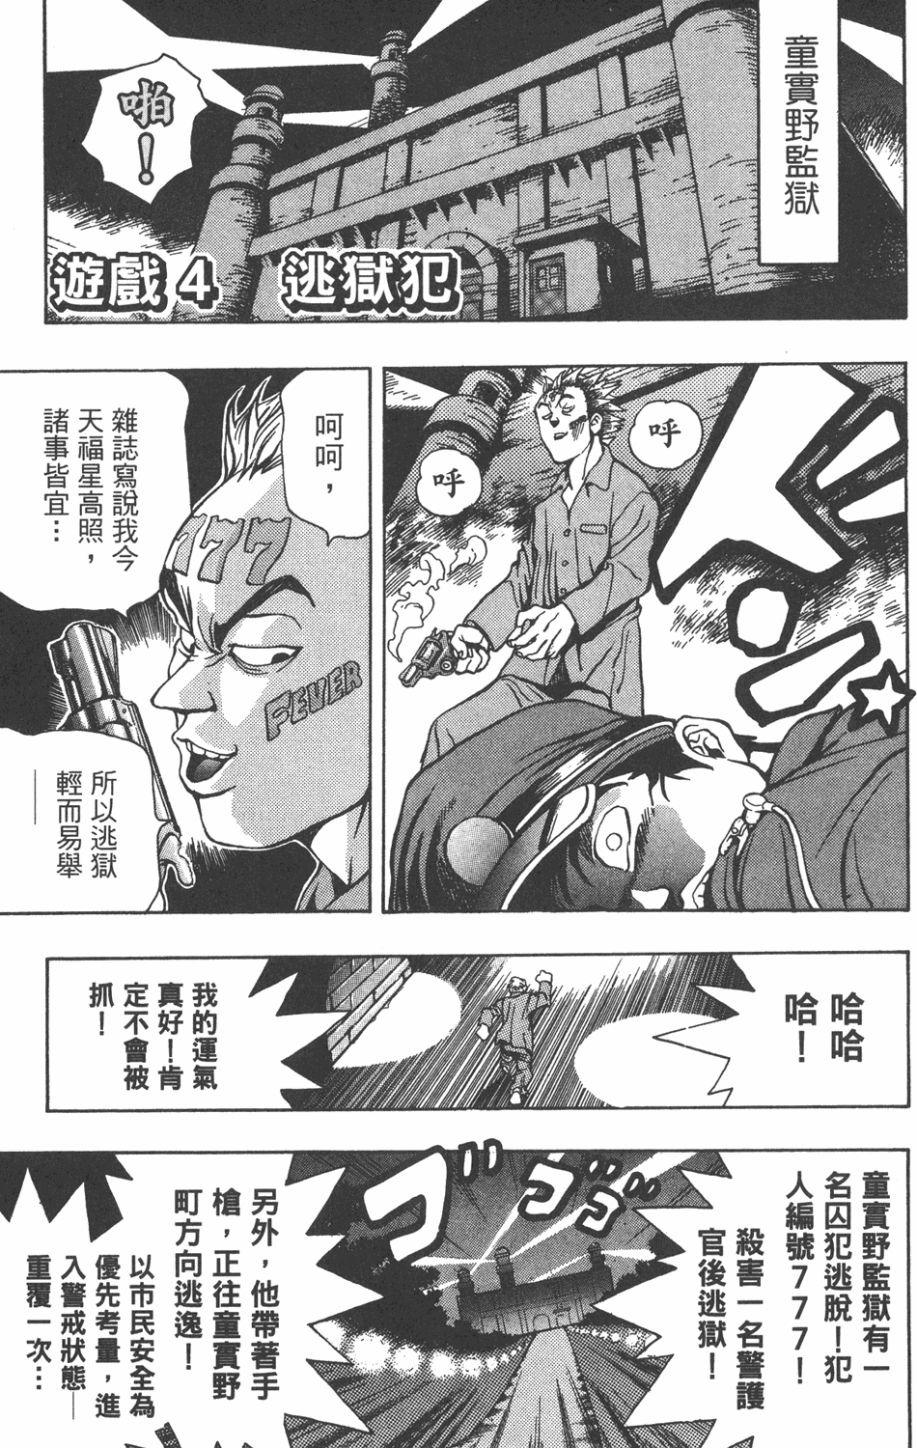 童實野監獄
啪！
遊戲4 逃獄犯
ドン
呼
呼
呵呵，
雜誌寫說我今
天福星高照，
諸事皆宜…
177
FEVER
所以逃獄
輕而易舉
——
哈哈
哈！
我的運氣
真好！肯
定不會被
抓！
童實野監獄有一
名囚犯逃脫！犯
人編號777！
殺害一名警護
官後逃獄！
ヴヴヴ
另外，他帶著手
槍，正往童實野
町方向逃逸！
以市民安全為
優先考量，進
入警戒狀態—
重覆一次…